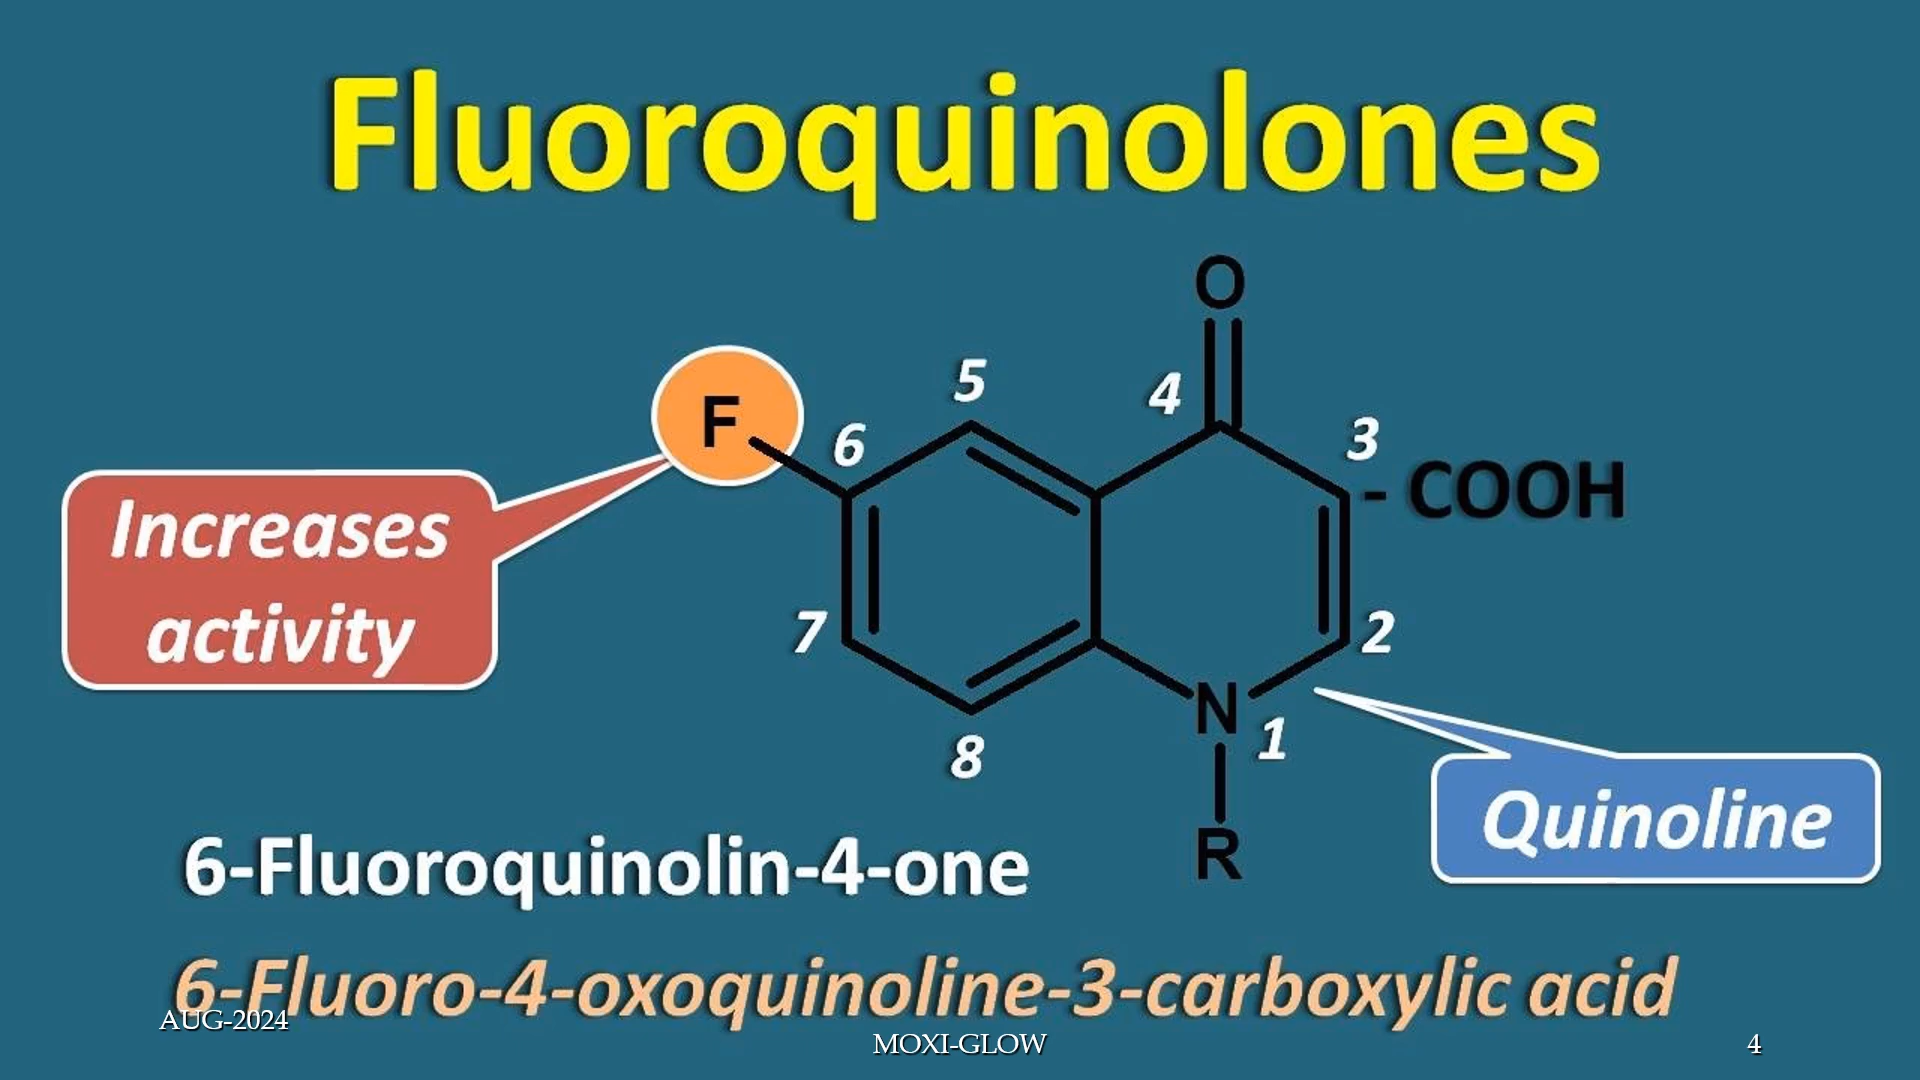 Fluoroquinolones
O
F
5
4
6
3
- COOH
Increases
activity
7
2
N
1
8
R
Quinoline
6-Fluoroquinolin-4-one
6-Fluoro-4-oxoquinoline-3-carboxylic acid
AUG-2024
MOXI-GLOW
4